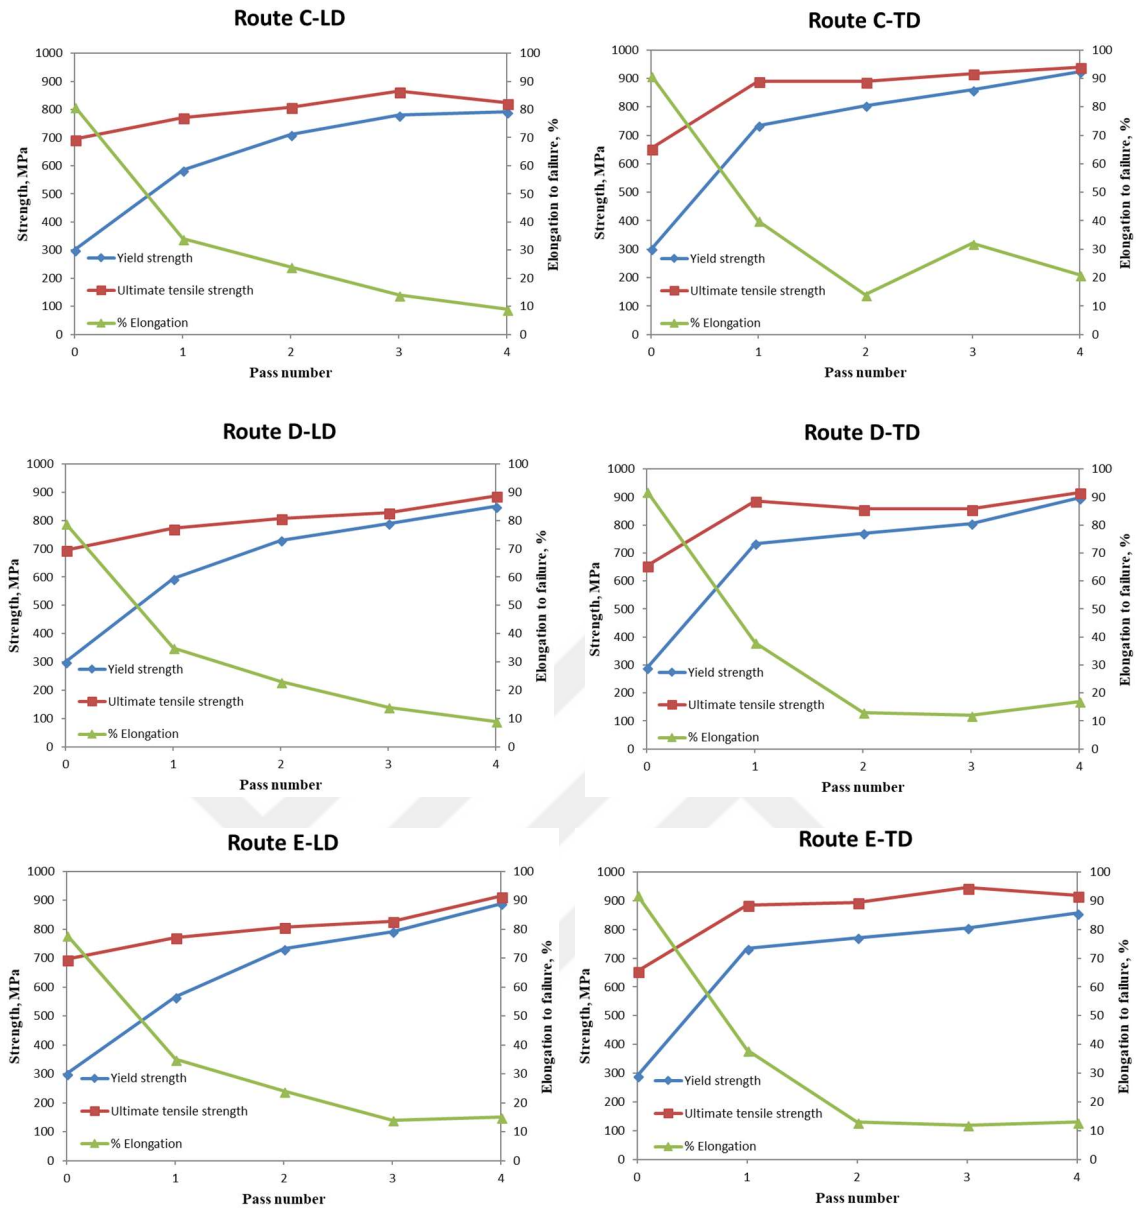 Route C-LD
1000
900
800
700
600
500
400
300
200
100
0
Strength, MPa
100
90
80
70
60
50
40
30
20
10
0
Elongation to failure, %
Yield strength
Ultimate tensile strength
% Elongation
0 1 2 3 4
Pass number
Route C-TD
1000
900
800
700
600
500
400
300
200
100
0
Strength, MPa
100
90
80
70
60
50
40
30
20
10
0
Elongation to failure, %
Yield strength
Ultimate tensile strength
% Elongation
0 1 2 3 4
Pass number
Route D-LD
1000
900
800
700
600
500
400
300
200
100
0
Strength, MPa
100
90
80
70
60
50
40
30
20
10
0
Elongation to failure, %
Yield strength
Ultimate tensile strength
% Elongation
0 1 2 3 4
Pass number
Route D-TD
1000
900
800
700
600
500
400
300
200
100
0
Strength, MPa
100
90
80
70
60
50
40
30
20
10
0
Elongation to failure, %
Yield strength
Ultimate tensile strength
% Elongation
0 1 2 3 4
Pass number
Route E-LD
1000
900
800
700
600
500
400
300
200
100
0
Strength, MPa
100
90
80
70
60
50
40
30
20
10
0
Elongation to failure, %
Yield strength
Ultimate tensile strength
% Elongation
0 1 2 3 4
Pass number
Route E-TD
1000
900
800
700
600
500
400
300
200
100
0
Strength, MPa
100
90
80
70
60
50
40
30
20
10
0
Elongation to failure, %
Yield strength
Ultimate tensile strength
% Elongation
0 1 2 3 4
Pass number